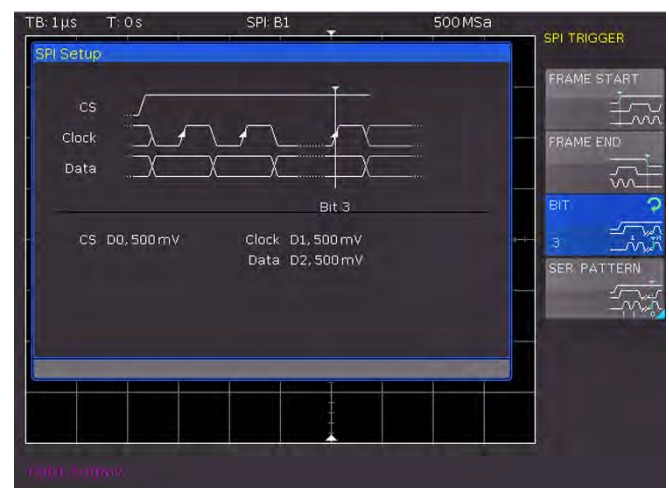 TB: 1µs T: 0 s SPI: B1 500 MSa
SPI TRIGGER
SPI Setup
FRAME START
CS
Clock
FRAME END
Data
Bit 3
BIT
3
CS D0, 500 mV Clock D1, 500 mV
Data D2, 500 mV
SER. PATTERN